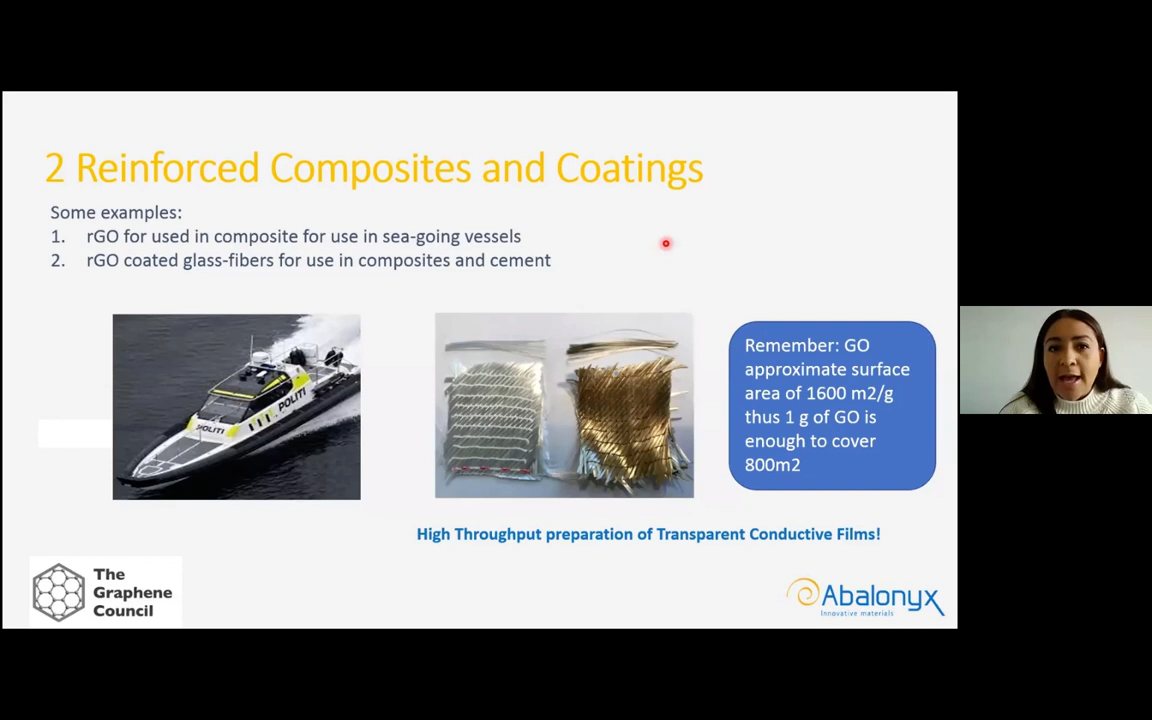 2 Reinforced Composites and Coatings
Some examples:
1. rGO for used in composite for use in sea-going vessels
2. rGO coated glass-fibers for use in composites and cement
POLITI
POLITI
Remember: GO
approximate surface
area of 1600 m2/g
thus 1 g of GO is
enough to cover
800m2
High Throughput preparation of Transparent Conductive Films!
The
Graphene
Council
Abalonyx
Innovative materials